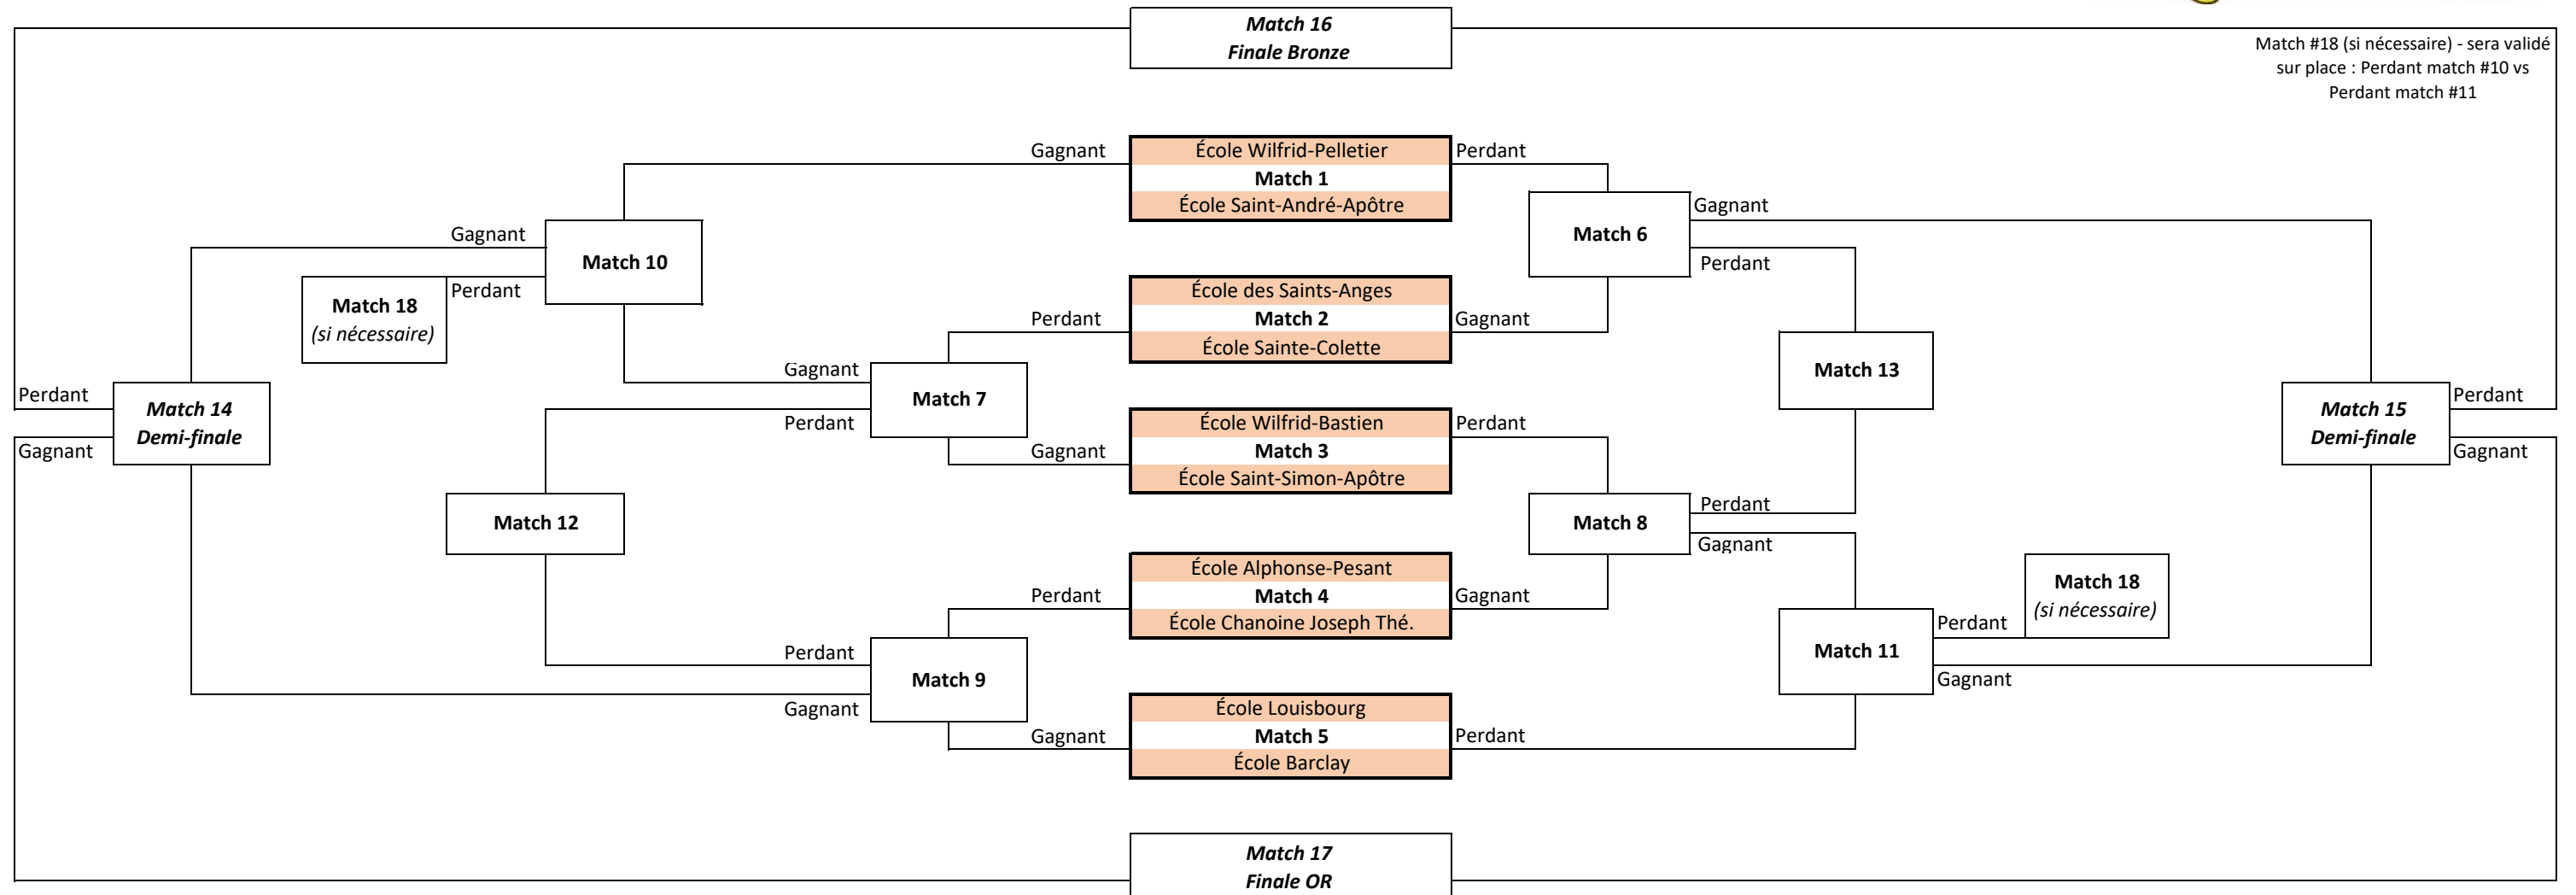 Match 16
Finale Bronze
Match #18 (si nécessaire) - sera validé
sur place : Perdant match #10 vs
Perdant match #11
Gagnant
École Wilfrid-Pelletier
Perdant
Match 1
École Saint-André-Apôtre
Gagnant
Gagnant
Match 10
Match 6
Perdant
Match 18
(si nécessaire)
Perdant
École des Saints-Anges
Perdant
Match 2
Gagnant
École Sainte-Colette
Gagnant
Match 7
Match 13
Perdant
Match 14
Demi-finale
Gagnant
Perdant
École Wilfrid-Bastien
Perdant
Match 3
Gagnant
École Saint-Simon-Apôtre
Match 15
Demi-finale
Perdant
Gagnant
Match 12
Match 8
Perdant
Gagnant
École Alphonse-Pesant
Perdant
Match 4
Gagnant
École Chanoine Joseph Thé.
Match 18
(si nécessaire)
Perdant
Perdant
Match 9
Gagnant
Match 11
Gagnant
École Louisbourg
Gagnant
Match 5
Perdant
École Barclay
Match 17
Finale OR